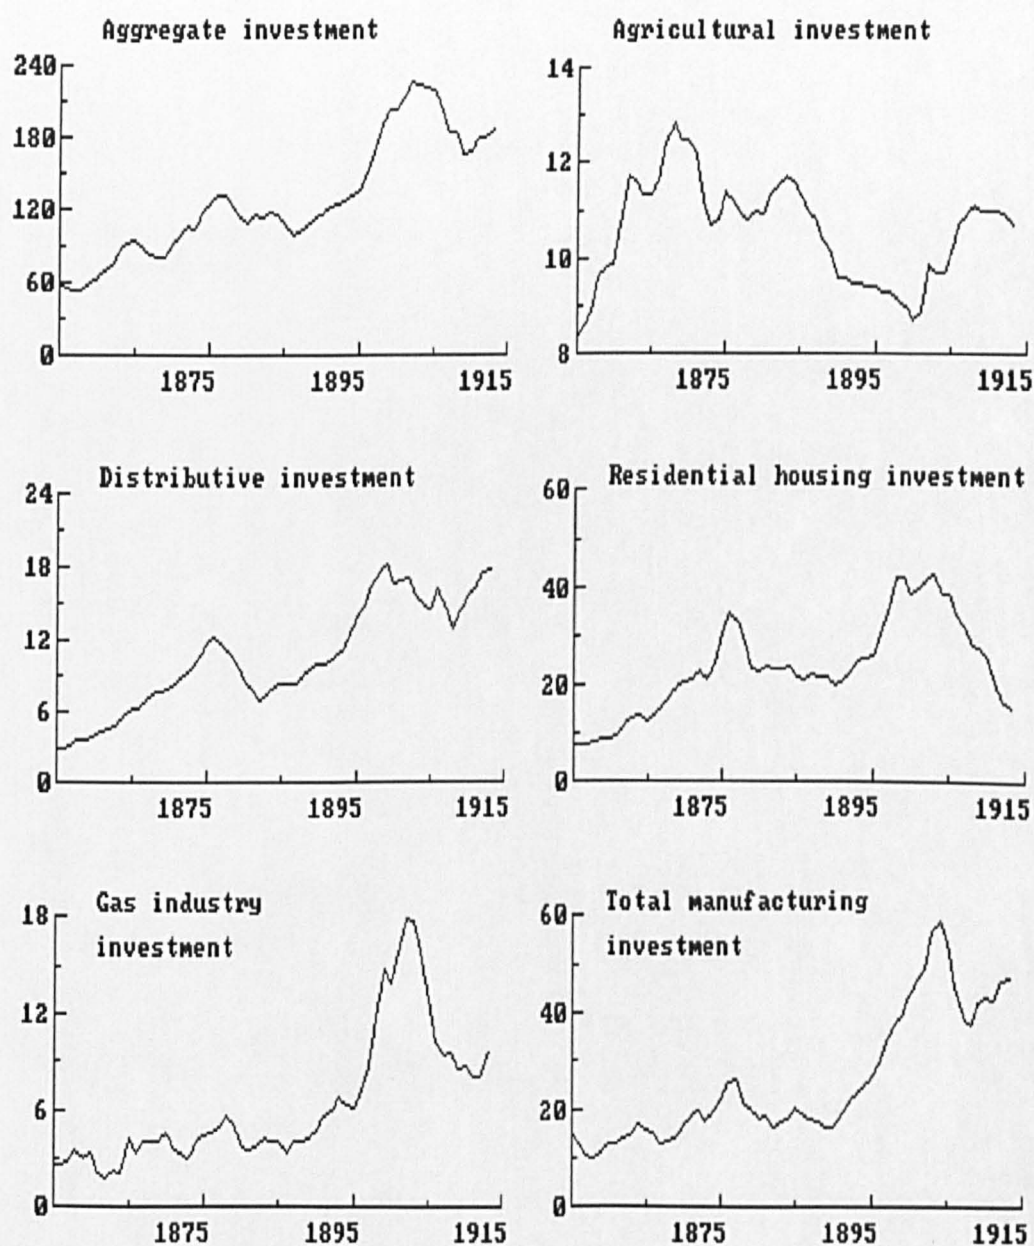 Aggregate investment
240
180
120
60
0
1875 1895 1915
Agricultural investment
14
12
10
8
1875 1895 1915
Distributive investment
24
18
12
6
0
1875 1895 1915
Residential housing investment
60
40
20
0
1875 1895 1915
Gas industry
investment
18
12
6
0
1875 1895 1915
Total manufacturing
investment
60
40
20
0
1875 1895 1915